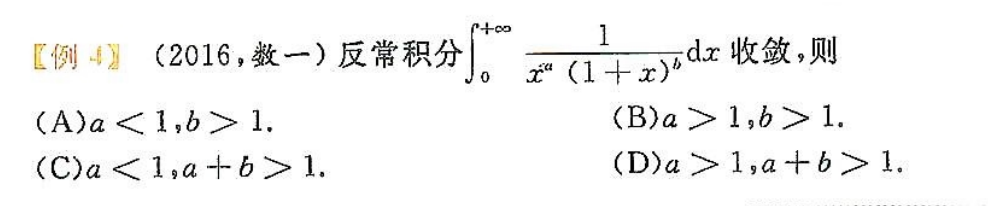 【例 4】 (2016,数一) 反常积分∫₀⁺∞ 1/(xᵃ (1+x)ᵇ) dx 收敛,则
(A)a < 1,b > 1. (B)a > 1,b > 1.
(C)a < 1,a + b > 1. (D)a > 1,a + b > 1.